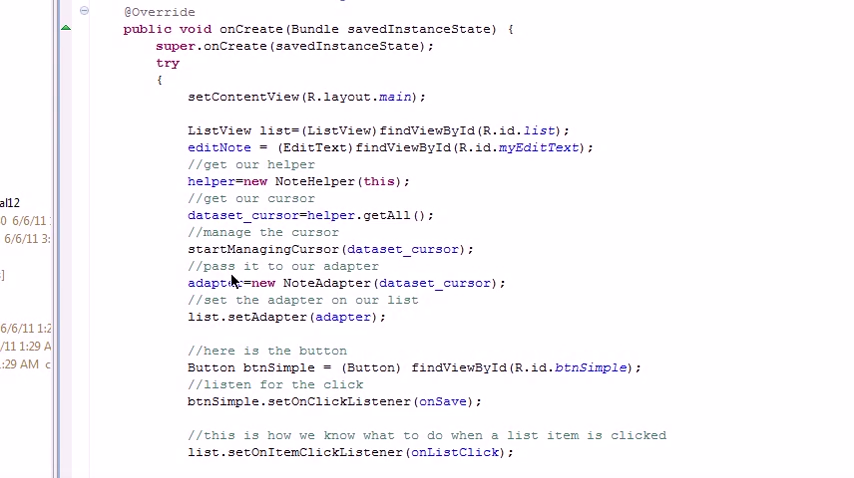 @Override
public void onCreate(Bundle savedInstanceState) {
super.onCreate(savedInstanceState);
try
{
setContentView(R.layout.main);
ListView list=(ListView)findViewById(R.id.list);
editNote = (EditText)findViewById(R.id.myEditText);
//get our helper
helper=new NoteHelper(this);
//get our cursor
dataset_cursor=helper.getAll();
//manage the cursor
startManagingCursor(dataset_cursor);
//pass it to our adapter
adapter=new NoteAdapter(dataset_cursor);
//set the adapter on our list
list.setAdapter(adapter);
//here is the button
Button btnSimple = (Button) findViewById(R.id.btnSimple);
//listen for the click
btnSimple.setOnClickListener(onSave);
//this is how we know what to do when a list item is clicked
list.setOnItemClickListener(onListClick);
al12
0 6/6/11
6/6/11 3:
]
6/6/11 1:2
/11 1:29 A
:29 AM c